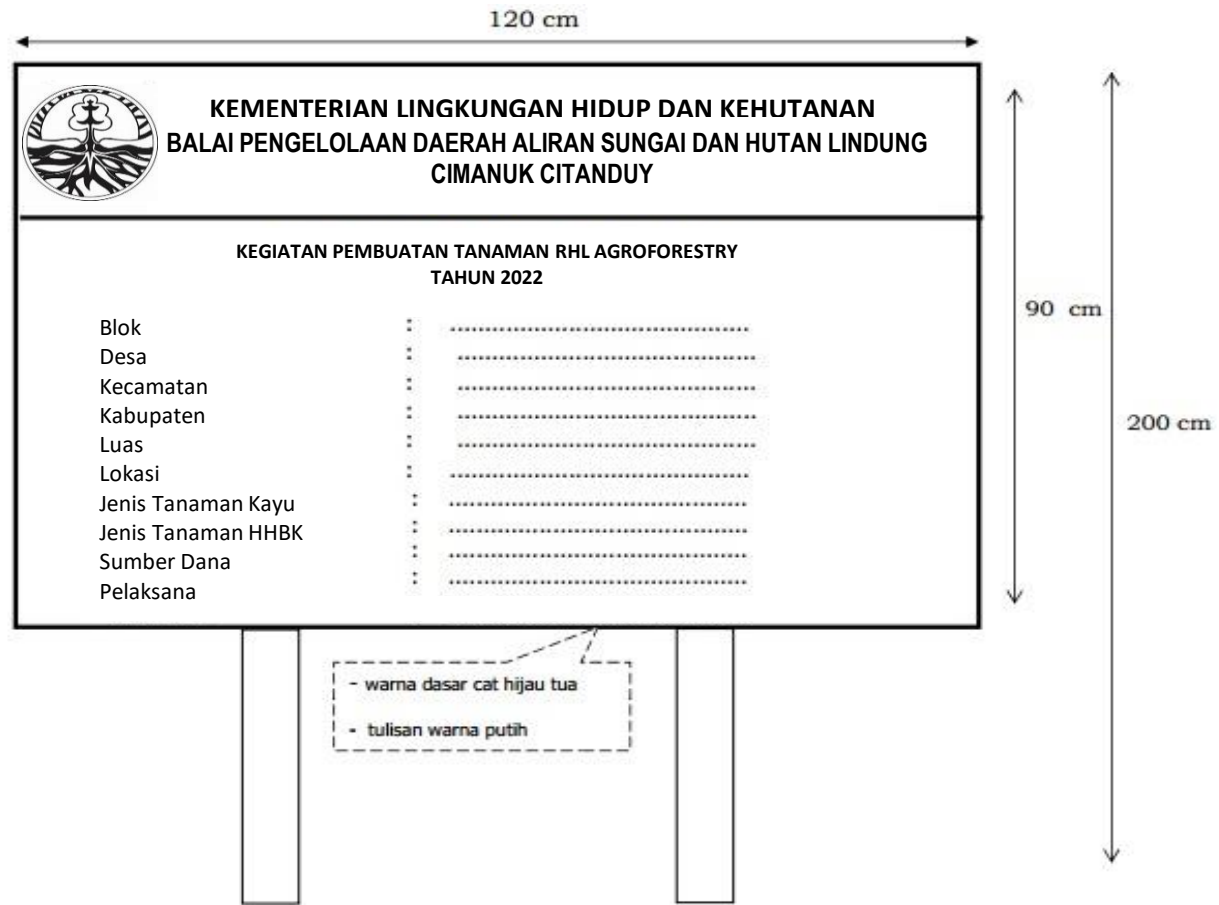 120 cm
KEMENTERIAN LINGKUNGAN HIDUP DAN KEHUTANAN
BALAI PENGELOLAAN DAERAH ALIRAN SUNGAI DAN HUTAN LINDUNG
CIMANUK CITANDUY
KEGIATAN PEMBUATAN TANAMAN RHL AGROFORESTRY
TAHUN 2022
Blok : ..............................................
Desa : ..............................................
Kecamatan : ..............................................
Kabupaten : ..............................................
Luas : ..............................................
Lokasi : ..............................................
Jenis Tanaman Kayu : ..............................................
Jenis Tanaman HHBK : ..............................................
Sumber Dana : ..............................................
Pelaksana : ..............................................
90 cm
200 cm
- warna dasar cat hijau tua
- tulisan warna putih